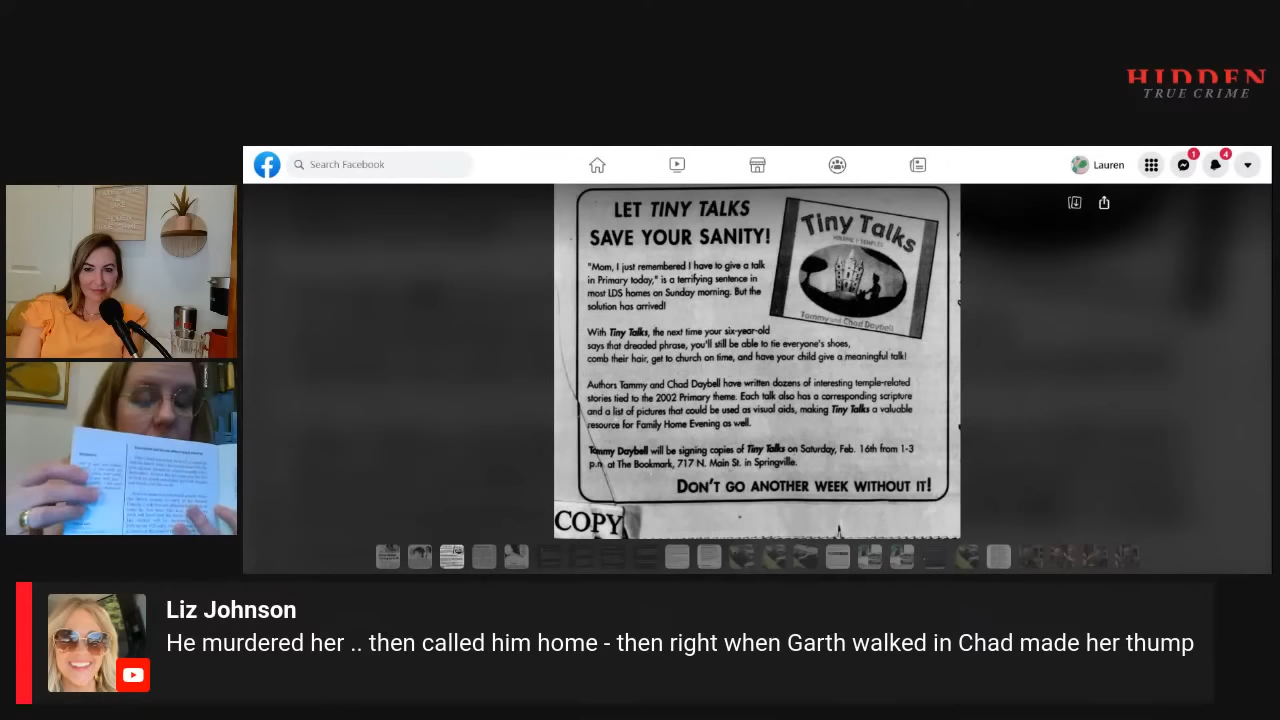 HIDDEN
TRUE CRIME
Search Facebook
Lauren
1
4
LET TINY TALKS
SAVE YOUR SANITY!
"Mom, I just remembered I have to give a talk
in Primary today," is a terrifying sentence in
most LDS homes on Sunday morning. But the
solution has arrived!
With Tiny Talks, the next time your six-year-old
says that dreaded phrase, you'll still be able to tie everyone's shoes,
comb their hair, get to church on time, and have your child give a meaningful talk!
Authors Tammy and Chad Daybell have written dozens of interesting temple-related
stories tied to the 2002 Primary theme. Each talk also has a corresponding scripture
and a list of pictures that could be used as visual aids, making Tiny Talks a valuable
resource for Family Home Evening as well.
Tammy Daybell will be signing copies of Tiny Talks on Saturday, Feb. 16th from 1-3
p.m. at The Bookmark, 717 N. Main St. in Springville.
DON'T GO ANOTHER WEEK WITHOUT IT!
Tiny Talks
Tammy and Chad Daybell
COPY
Liz Johnson
He murdered her .. then called him home - then right when Garth walked in Chad made her thump